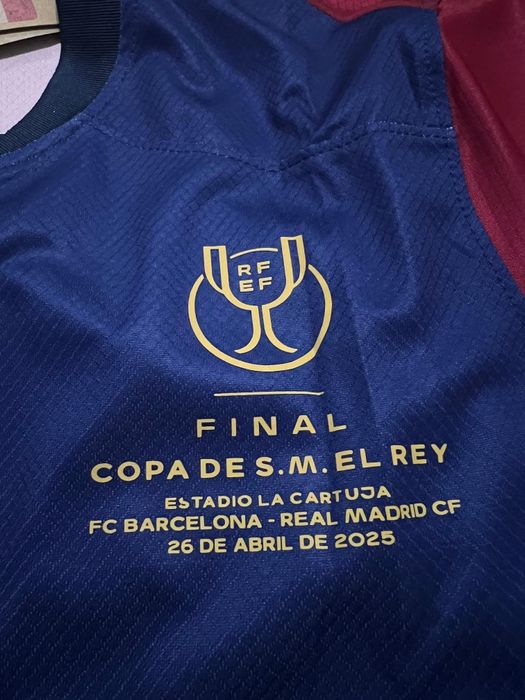 RF
EF
FINAL
COPA DE S.M. EL REY
ESTADIO LA CARTUJA
FC BARCELONA - REAL MADRID CF
26 DE ABRIL DE 2025